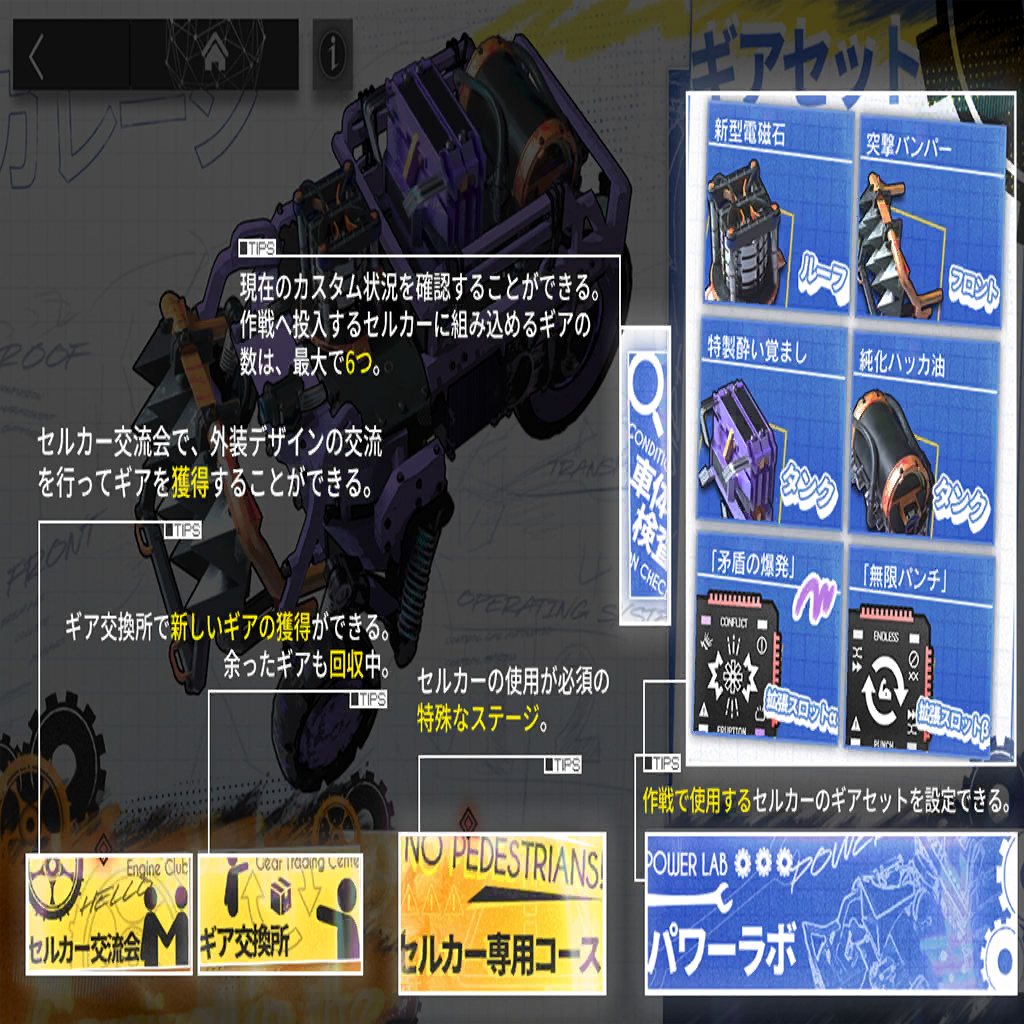 ギアセット
ガレージ
新型電磁石
ルーフ
突撃バンパー
フロント
特製酔い覚まし
タンク
純化ハッカ油
タンク
「矛盾の爆発」
CONFLICT
ERUPTION
拡張スロットα
「無限パンチ」
ENDLESS
PUNCH
拡張スロットβ
TIPS
現在のカスタム状況を確認することができる。
作戦へ投入するセルカーに組み込めるギアの
数は、最大で6つ。
車体
検査
セルカー交流会で、外装デザインの交流
を行ってギアを獲得することができる。
TIPS
PROOF
FRONT
OPERATING SYSTEM
ギア交換所で新しいギアの獲得ができる。
余ったギアも回収中。
TIPS
セルカーの使用が必須の
特殊なステージ。
TIPS
TIPS
作戦で使用するセルカーのギアセットを設定できる。
Engine Club
HELLO
セルカー交流会
Gear Trading Cente
ギア交換所
NO PEDESTRIANS!
セルカー専用コース
POWER LAB
POWER
パワーラボ